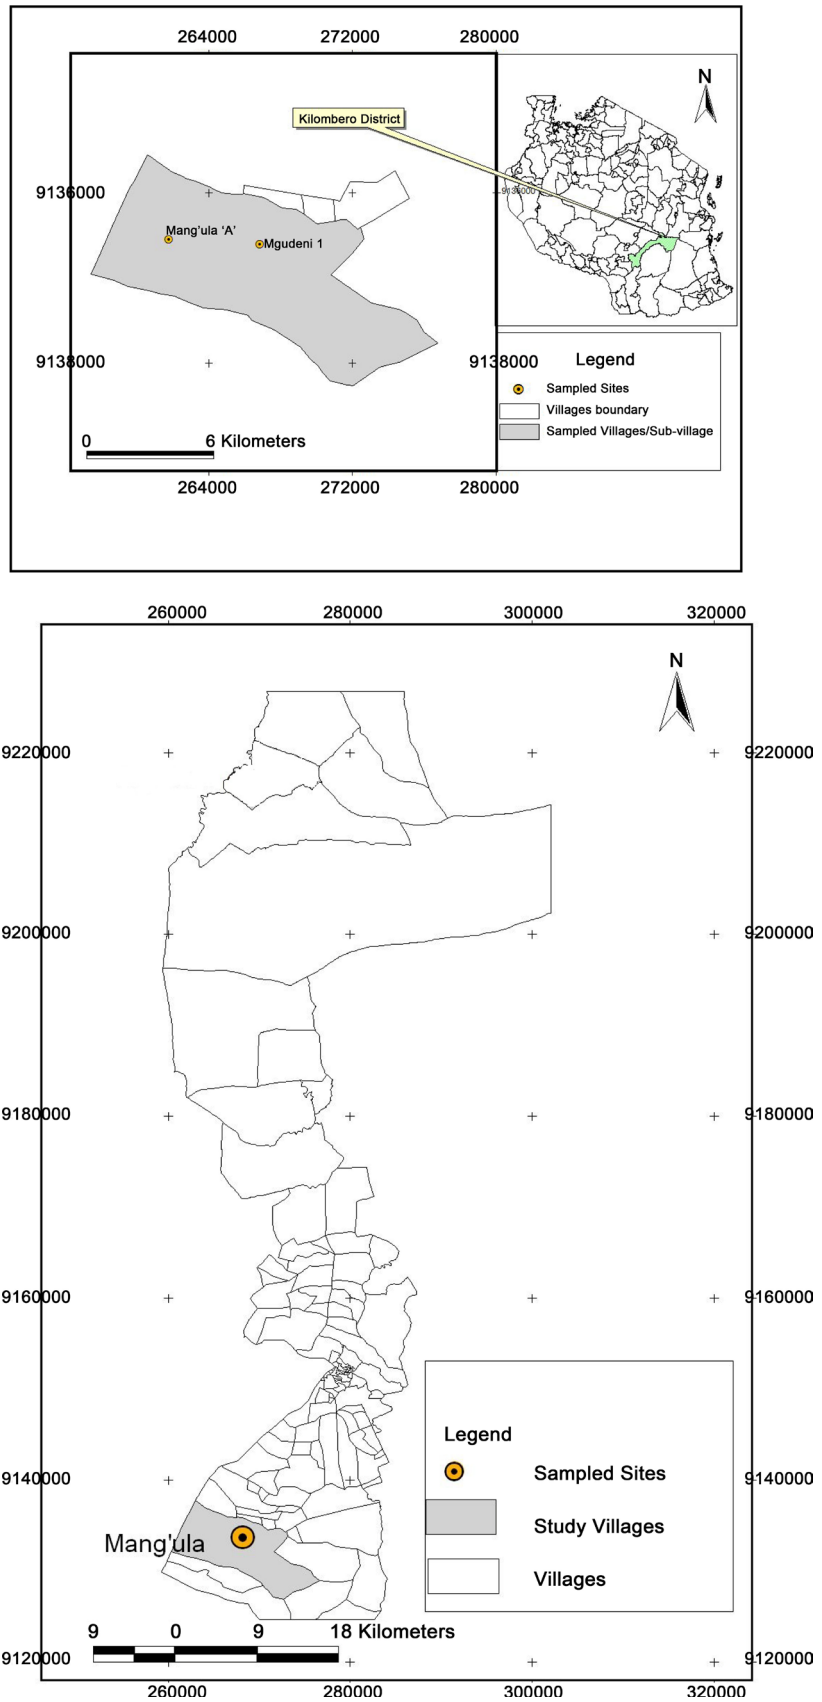 264000 272000 280000
N
Kilombero District
9136000
9136000
Mang'ula 'A'
Mgudeni 1
9138000 9138000
Legend
Sampled Sites
Villages boundary
Sampled Villages/Sub-village
0 6 Kilometers
264000 272000 280000
260000 280000 300000 320000
N
9220000 9220000
9200000 9200000
9180000 9180000
9160000 9160000
Legend
9140000 9140000
Sampled Sites
Study Villages
Mang'ula
Villages
9 0 9 18 Kilometers
9120000 9120000
260000 280000 300000 320000